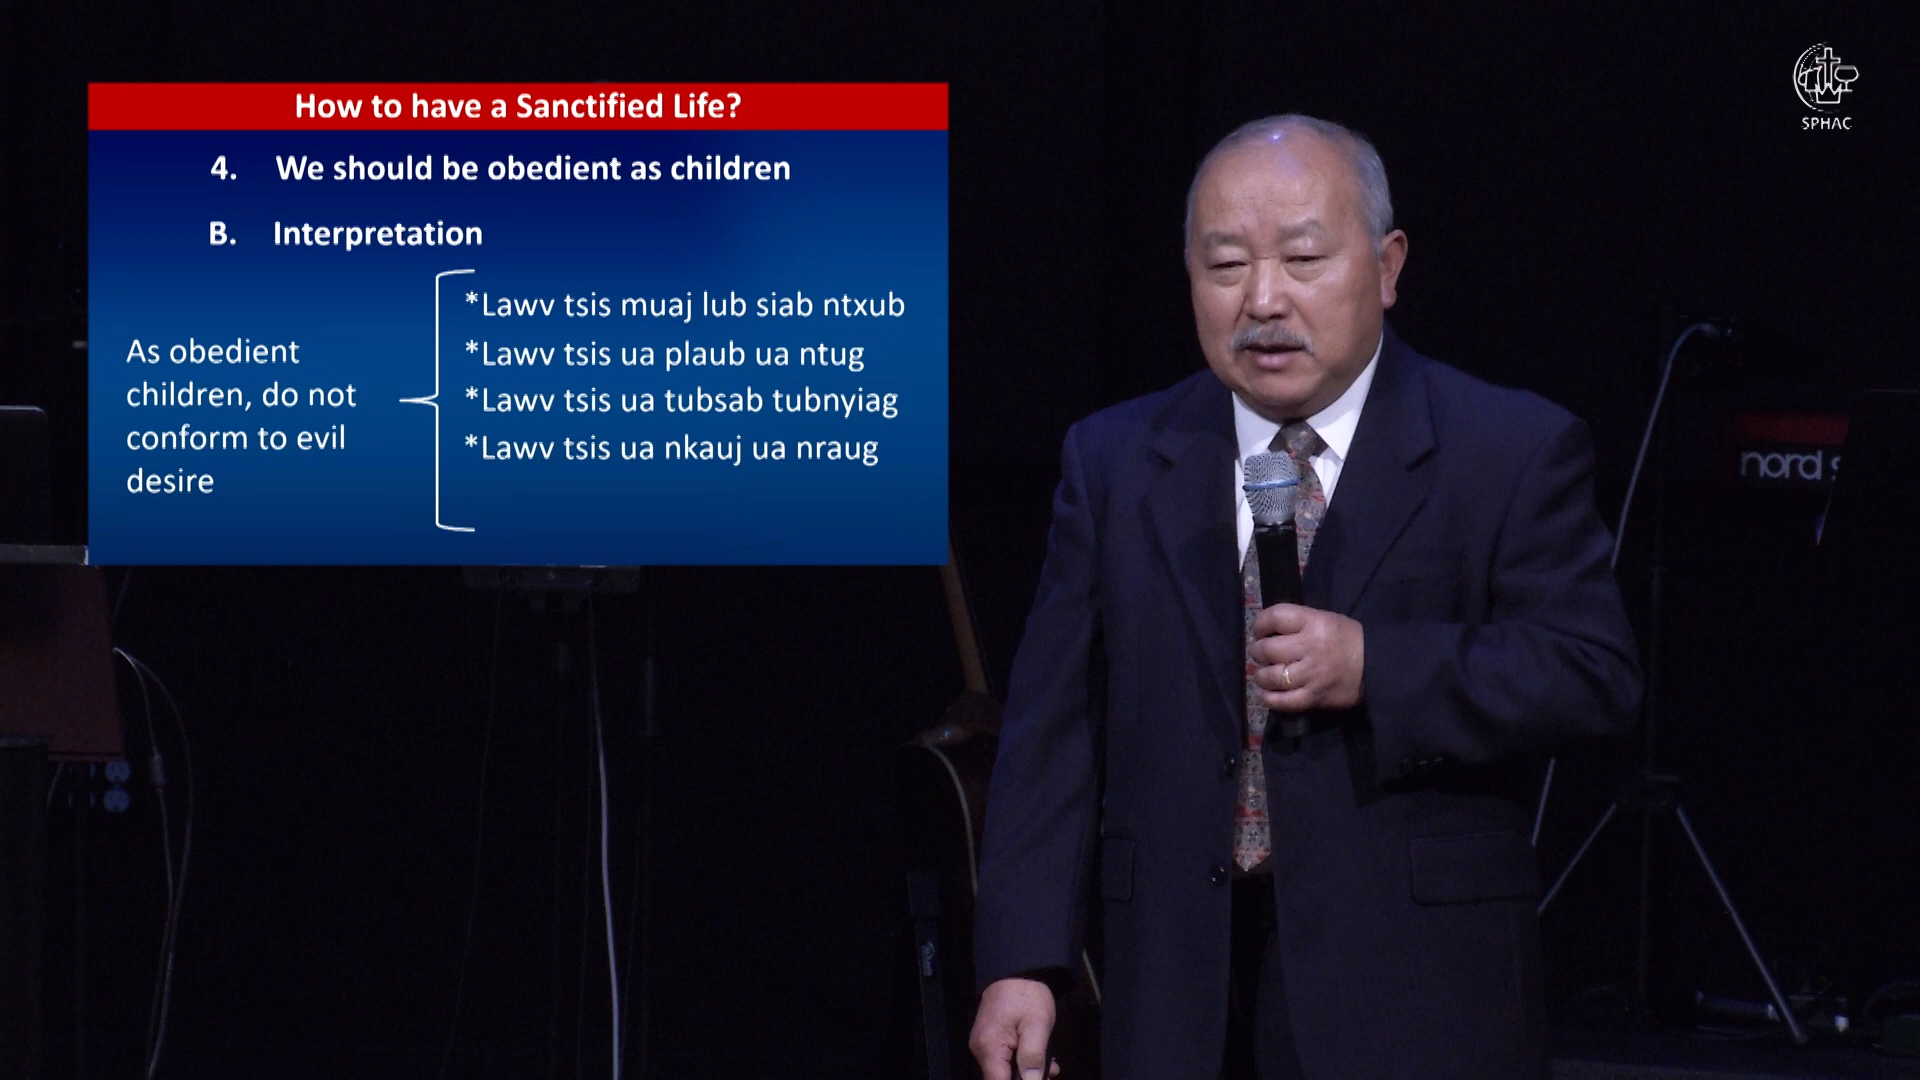 How to have a Sanctified Life?
4. We should be obedient as children
B. Interpretation
As obedient
children, do not
conform to evil
desire
*Lawv tsis muaj lub siab ntxub
*Lawv tsis ua plaub ua ntug
*Lawv tsis ua tubsab tubnyiag
*Lawv tsis ua nkauj ua nraug
SPHAC
nord s